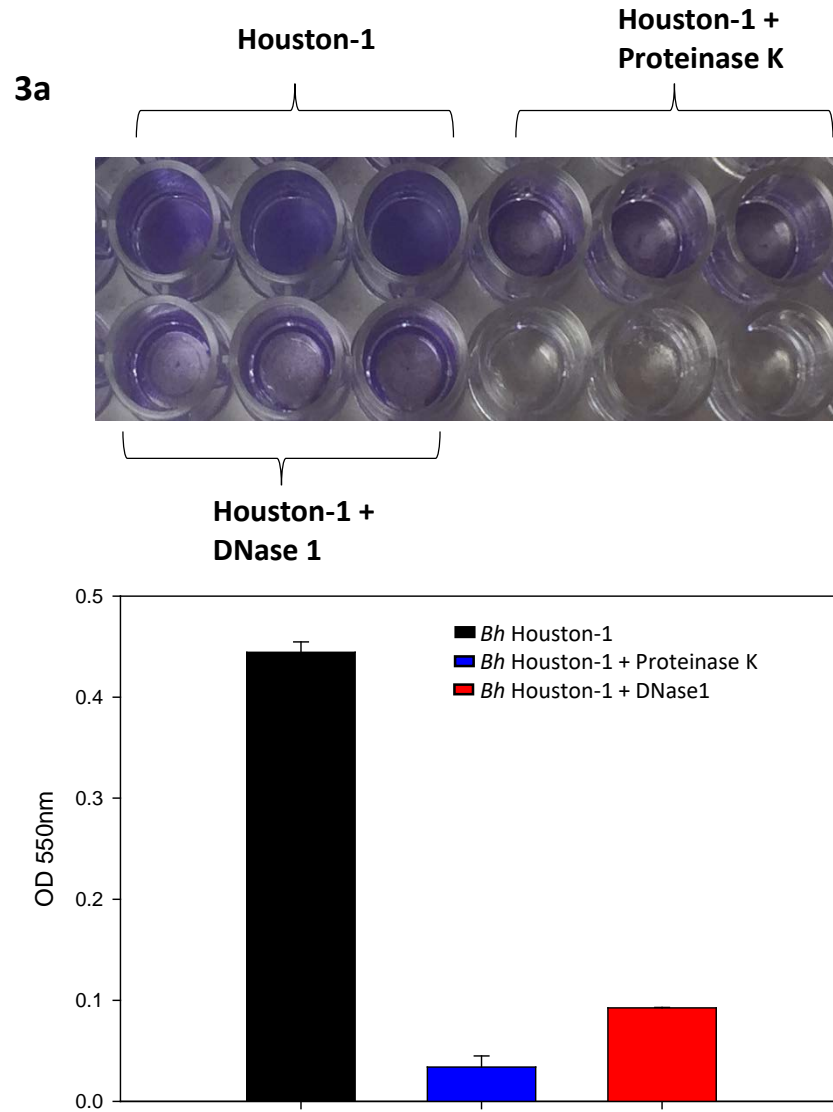 Houston-1
Houston-1 +
Proteinase K
3a
Houston-1 +
DNase 1
0.5
0.4
0.3
0.2
0.1
0.0
OD 550nm
Bh Houston-1
Bh Houston-1 + Proteinase K
Bh Houston-1 + DNase1